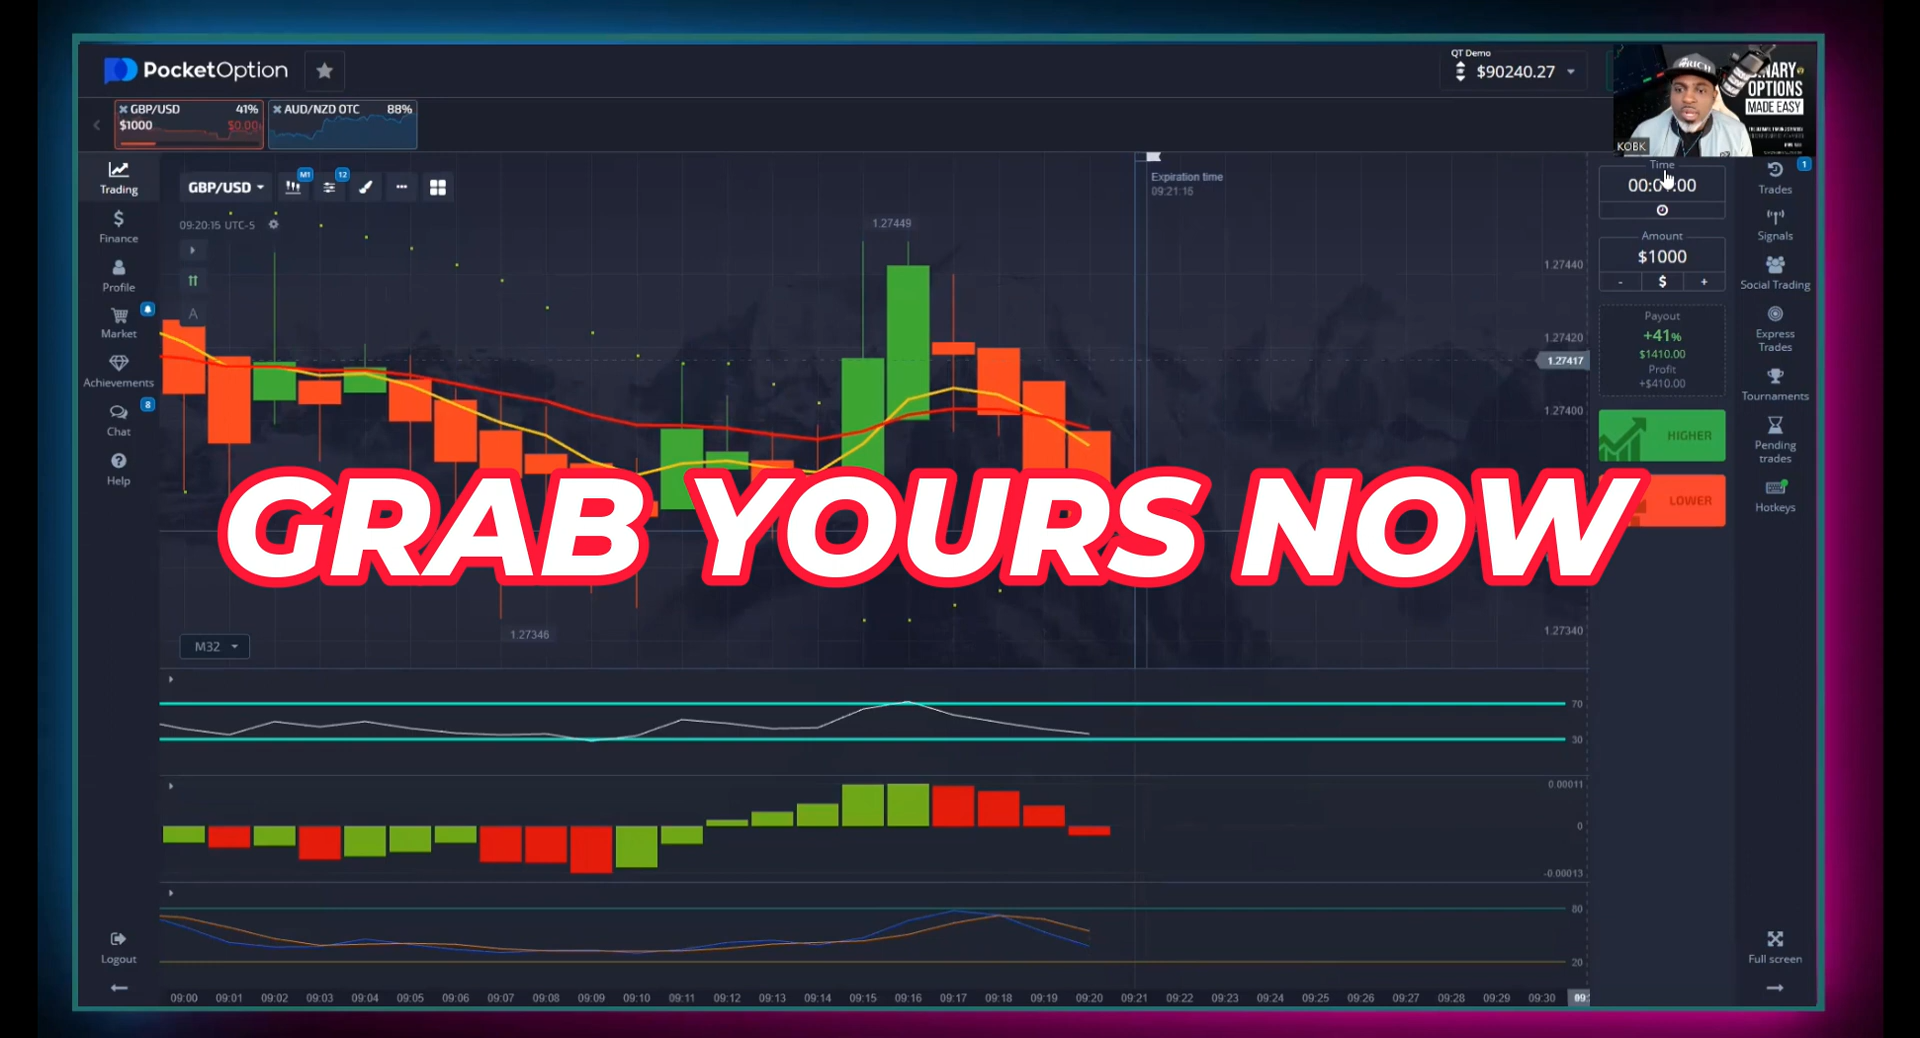 PocketOption
QT Demo
$90240.27
GBP/USD 41%
$1000 $0.00
AUD/NZD OTC 88%
RICH
BINARY
OPTIONS
MADE EASY
KOBK
Trading
Finance
Profile
Market
Achievements
8
Chat
Help
Logout
GBP/USD
M1
12
09:20:15 UTC-5
A
M32
Expiration time
09:21:16
1.27449
1.27346
1.27440
1.27420
1.27417
1.27400
1.27340
GRAB YOURS NOW
70
30
0.00011
0
-0.00013
80
20
09:00 09:01 09:02 09:03 09:04 09:05 09:06 09:07 09:08 09:09 09:10 09:11 09:12 09:13 09:14 09:15 09:16 09:17 09:18 09:19 09:20 09:21 09:22 09:23 09:24 09:25 09:26 09:27 09:28 09:29 09:30 09:
Time
Amount
$1000
- $ +
Payout
+41%
$1410.00
Profit
+$410.00
HIGHER
LOWER
1
Trades
Signals
Social Trading
Express
Trades
Tournaments
Pending
trades
Hotkeys
Full screen